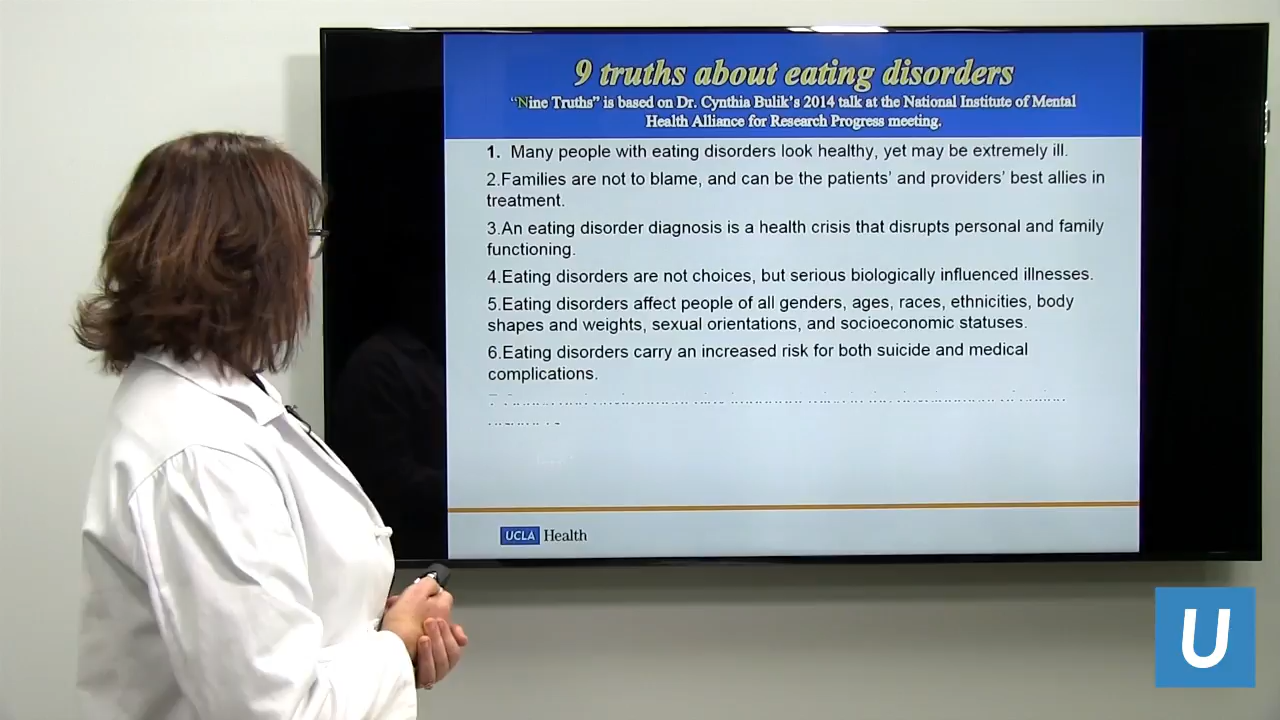 9 truths about eating disorders
“Nine Truths” is based on Dr. Cynthia Bulik’s 2014 talk at the National Institute of Mental
Health Alliance for Research Progress meeting.
1. Many people with eating disorders look healthy, yet may be extremely ill.
2.Families are not to blame, and can be the patients’ and providers’ best allies in
treatment.
3.An eating disorder diagnosis is a health crisis that disrupts personal and family
functioning.
4.Eating disorders are not choices, but serious biologically influenced illnesses.
5.Eating disorders affect people of all genders, ages, races, ethnicities, body
shapes and weights, sexual orientations, and socioeconomic statuses.
6.Eating disorders carry an increased risk for both suicide and medical
complications.
UCLA Health
U